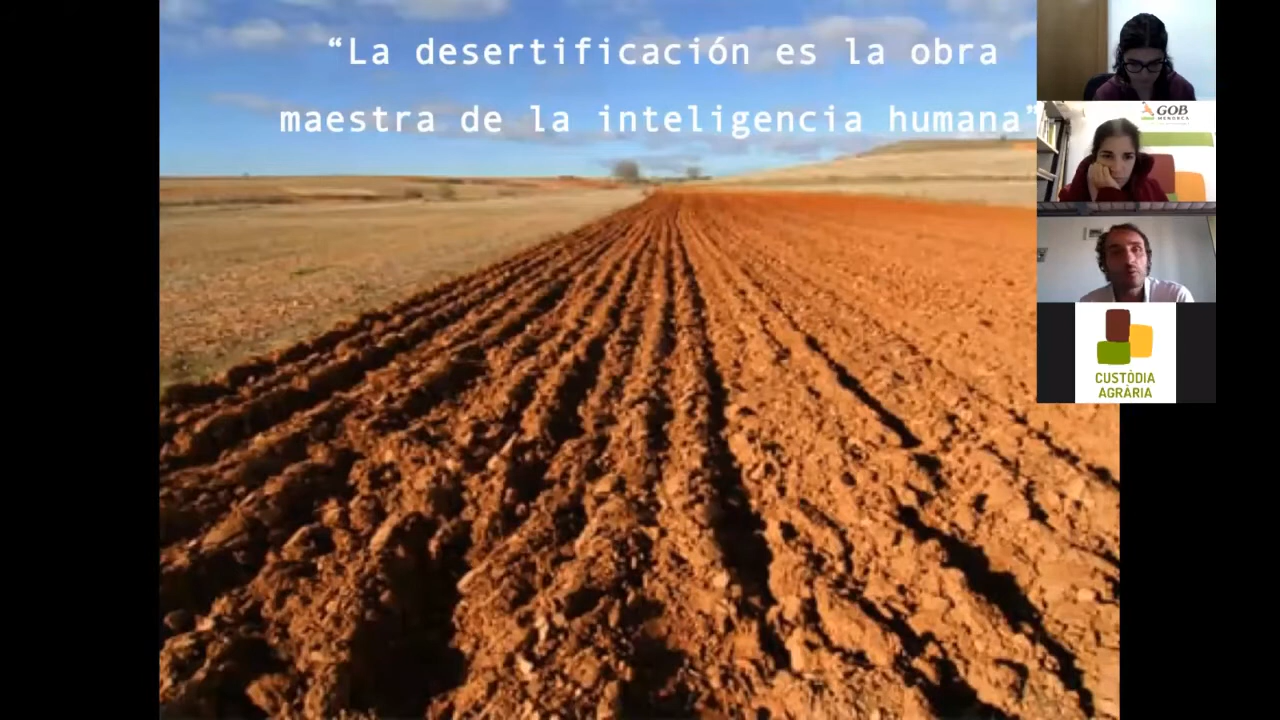 “La desertificación es la obra
maestra de la inteligencia humana”
GOB
MENORCA
CUSTÒDIA
AGRÀRIA